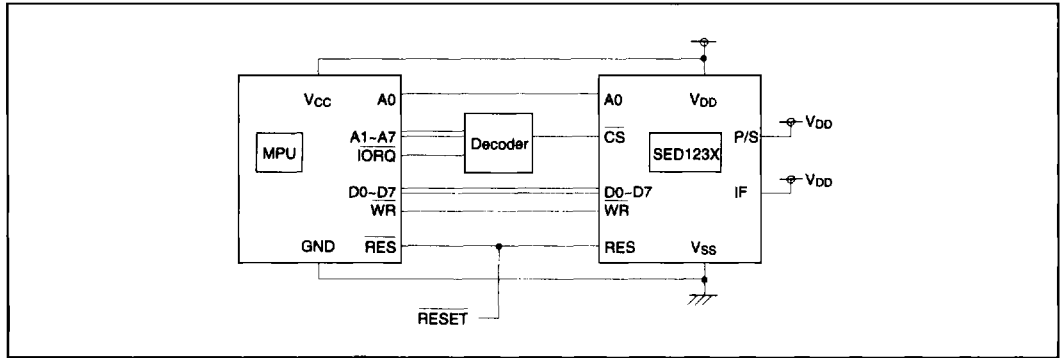 VCC
A0
A0
VDD
VDD
A1~A7
IORQ
Decoder
CS
P/S
MPU
SED123X
VDD
D0~D7
D0~D7
IF
WR
WR
GND
RES
RES
VSS
RESET